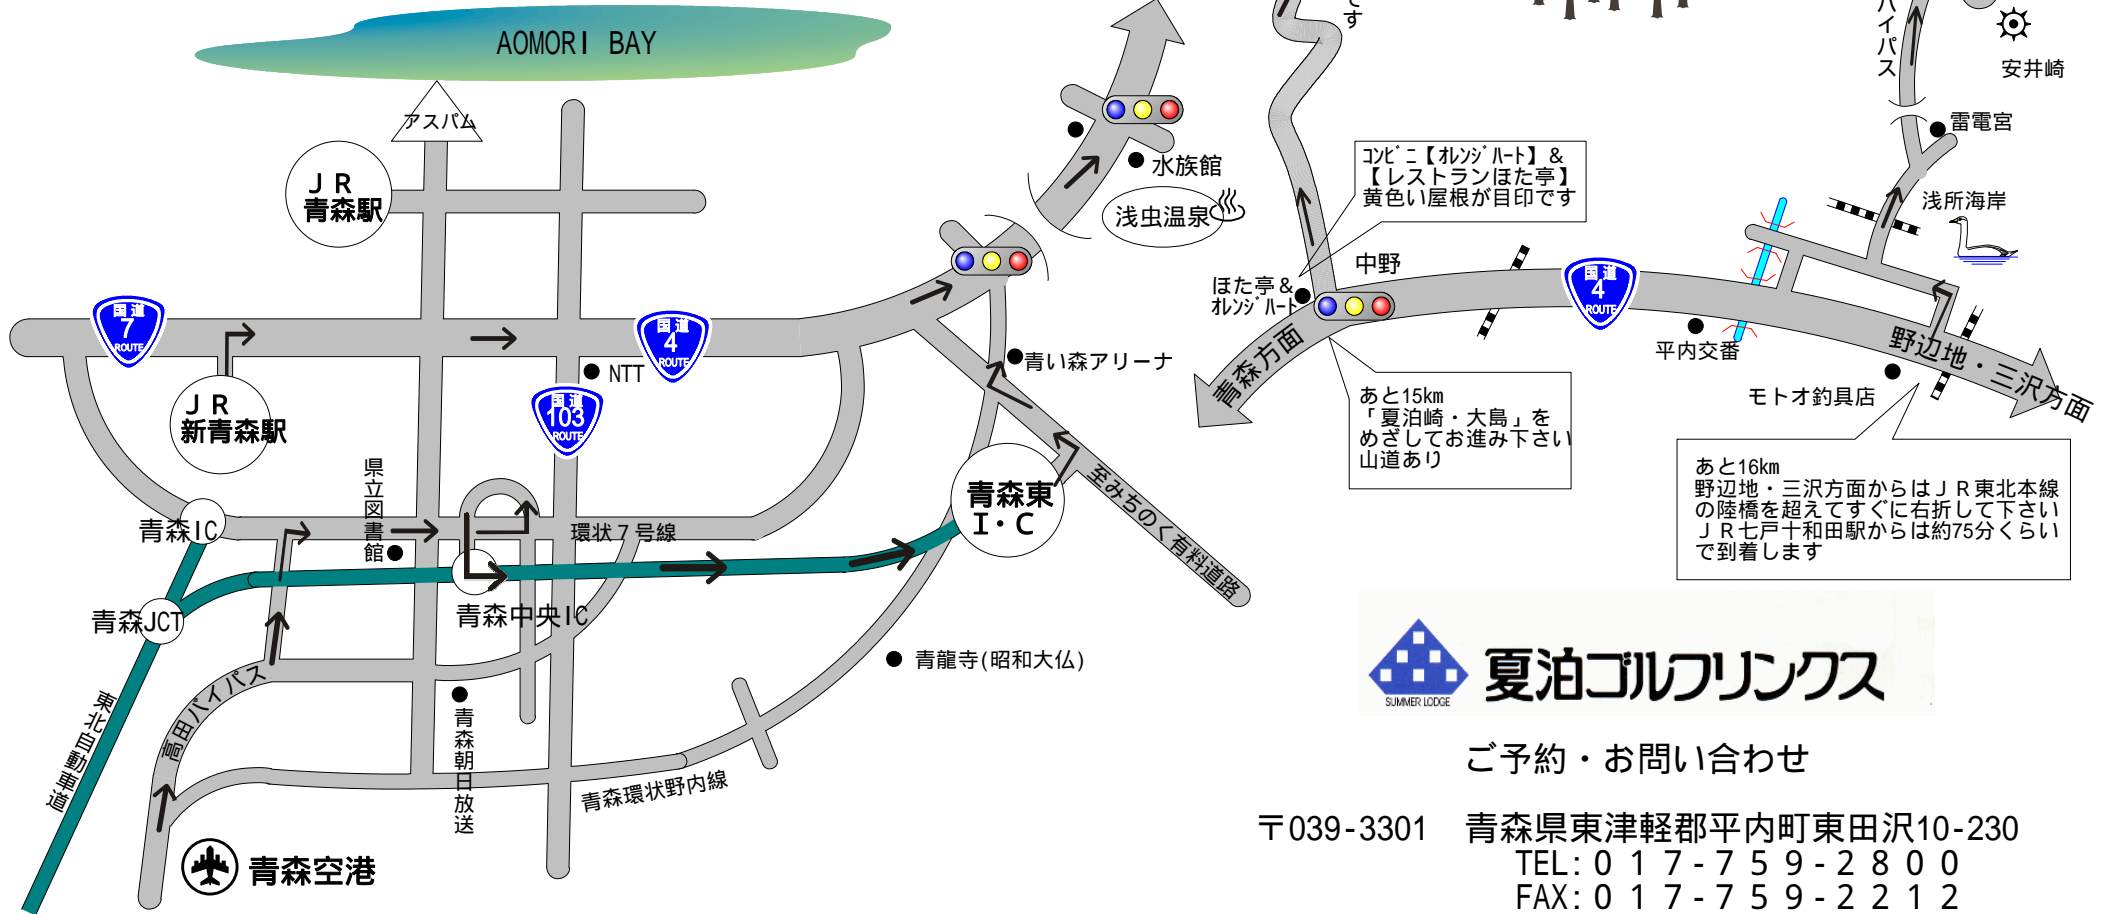 AOMORI BAY
アスパム
ＪＲ
青森駅
国道
7
ROUTE
ＪＲ
新青森駅
国道
4
ROUTE
NTT
国道
103
ROUTE
青森IC
県立図書館
環状７号線
青森JCT
青森中央IC
東北自動車道
高田バイパス
青森朝日放送
青森環状野内線
青森空港
青龍寺(昭和大仏)
青森東
Ｉ・Ｃ
至みちのく有料道路
青い森アリーナ
水族館
浅虫温泉
です
バイパス
安井崎
雷電宮
浅所海岸
ｺﾝﾋﾞﾆ【ｵﾚﾝｼﾞﾊｰﾄ】＆
【レストランほた亭】
黄色い屋根が目印です
中野
ほた亭＆
ｵﾚﾝｼﾞﾊｰﾄ
青森方面
国道
4
ROUTE
平内交番
モトオ釣具店
野辺地・三沢方面
あと15km
「夏泊崎・大島」を
めざしてお進み下さい
山道あり
あと16km
野辺地・三沢方面からはＪＲ東北本線
の陸橋を超えてすぐに右折して下さい
ＪＲ七戸十和田駅からは約75分くらい
で到着します
SUMMER LODGE
夏泊ゴルフリンクス
ご予約・お問い合わせ
〒039-3301　青森県東津軽郡平内町東田沢10-230
TEL:０１７-７５９-２８００
FAX:０１７-７５９-２２１２